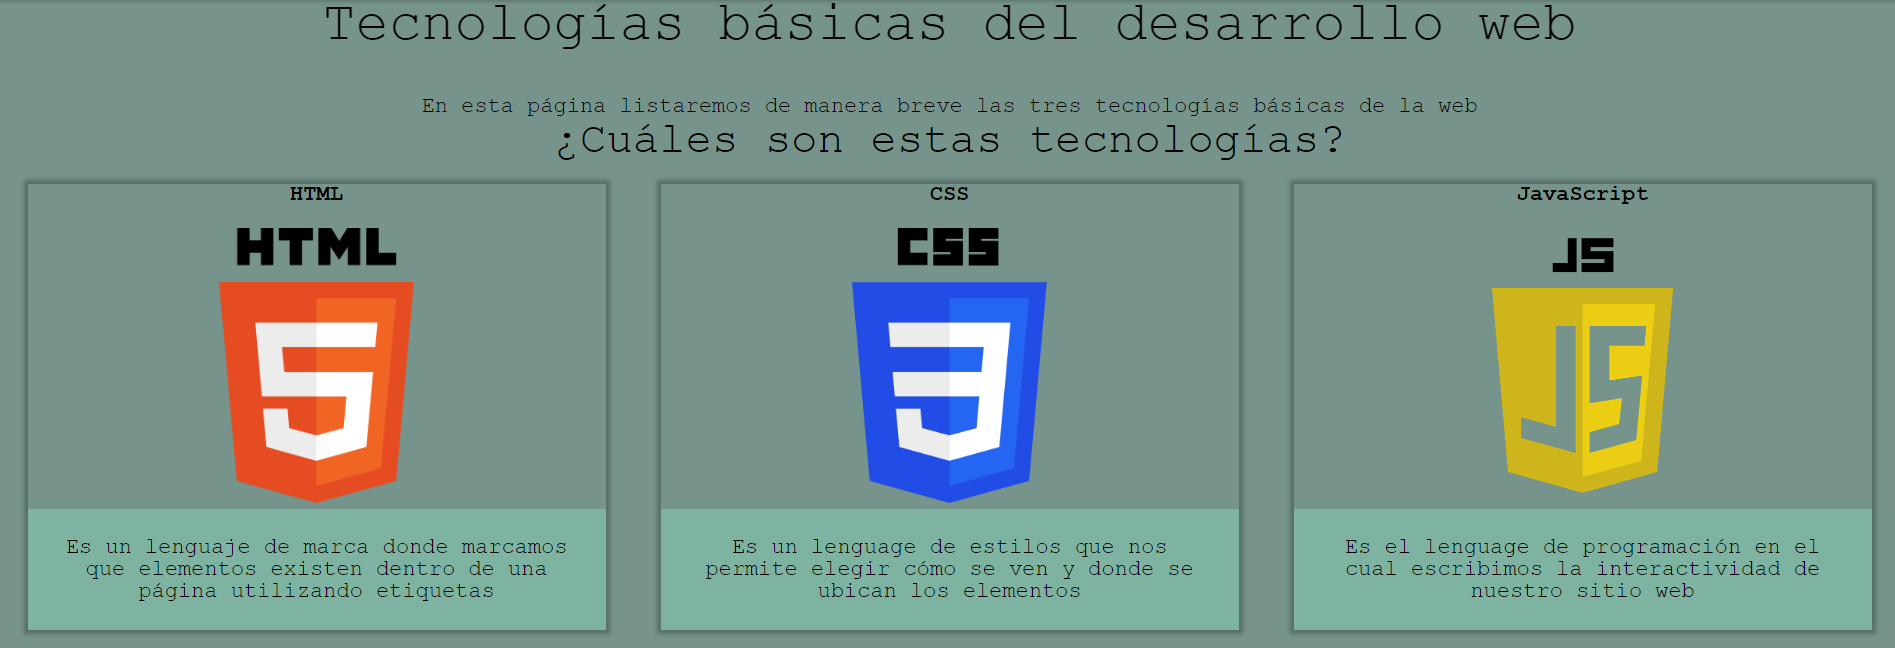 Tecnologías básicas del desarrollo web
En esta página listaremos de manera breve las tres tecnologías básicas de la web
¿Cuáles son estas tecnologías?
HTML
HTML
5
Es un lenguaje de marca donde marcamos
que elementos existen dentro de una
página utilizando etiquetas
CSS
CSS
3
Es un lenguage de estilos que nos
permite elegir cómo se ven y donde se
ubican los elementos
JavaScript
JS
JS
Es el lenguage de programación en el
cual escribimos la interactividad de
nuestro sitio web